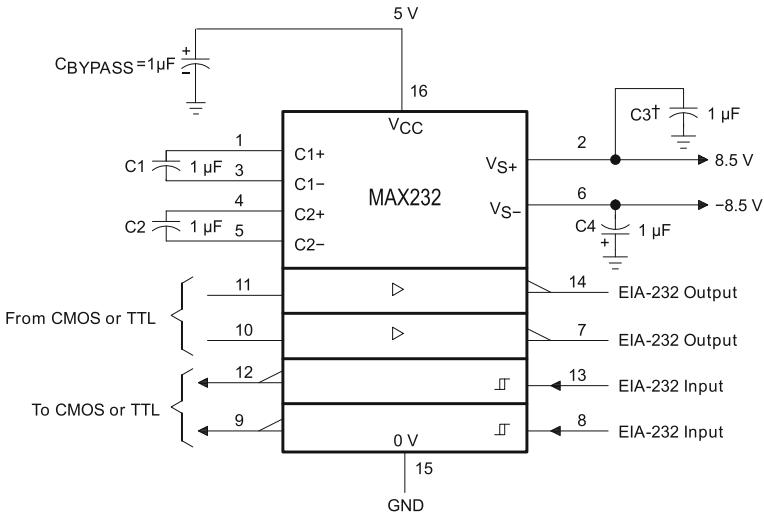 5 V
CBYPASS=1µF
+
−
16
VCC
C3† 1 µF
1
C1+
2
VS+
8.5 V
C1 1 µF
3
C1−
MAX232
4
C2+
6
VS−
−8.5 V
C2 1 µF
5
C2−
C4 1 µF
+
From CMOS or TTL
11
14
EIA-232 Output
10
7
EIA-232 Output
To CMOS or TTL
12
13
EIA-232 Input
9
8
EIA-232 Input
0 V
15
GND